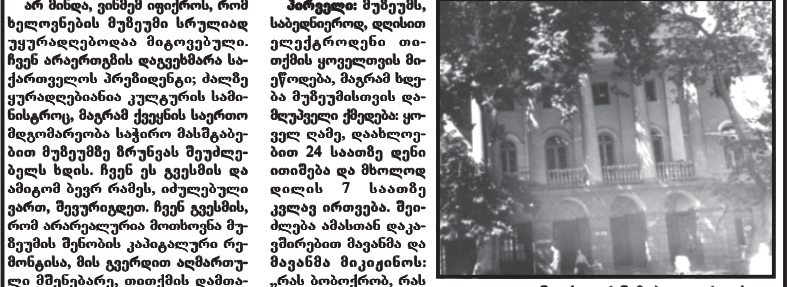 არ მინდა, ვინმემ იფიქროს, რომ
ხელოვნების მუზეუმი სრულიად
უყურადღებოდაა მიტოვებული.
ჩვენ არაერთგზის დაგვეხმარა სა-
ქართველოს პრეზიდენტი; ძალზე
ყურადღებიანია კულტურის სამი-
ნისტროც, მაგრამ ქვეყნის საერთო
მდგომარეობა საჭირო მასშტაბე-
ბით მუზეუმზე ზრუნვას შეუძლე-
ბელს ხდის. ჩვენ ეს გვესმის და
ამიტომ ბევრ რამეს, იძულებული
ვართ, შევურიგდეთ. ჩვენ გვესმის,
რომ არარეალურია მოთხოვნა მუ-
ზეუმის შენობის კაპიტალური რე-
მონტისა, მის გვერდით აღმართუ-
ლი მშენებარე, თითქმის დამთა-
პირველი: მუზეუმს,
საბედნიეროდ, დღისით
ელექტროდენი თი-
თქმის ყოველთვის მი-
ეწოდება, მაგრამ ხდე-
ბა მუზეუმისთვის და-
მღუპველი ქმედება: ყო-
ველ ღამე, დაახლოე-
ბით 24 საათზე დენი
ითიშება და მხოლოდ
დილის 7 საათზე
კვლავ ირთვება. შეი-
ძლება ამასთან დაკა-
ვშირებით მავანმა და
მავანმა მიკიჟინოს:
„რას ბობოქრობ, რას